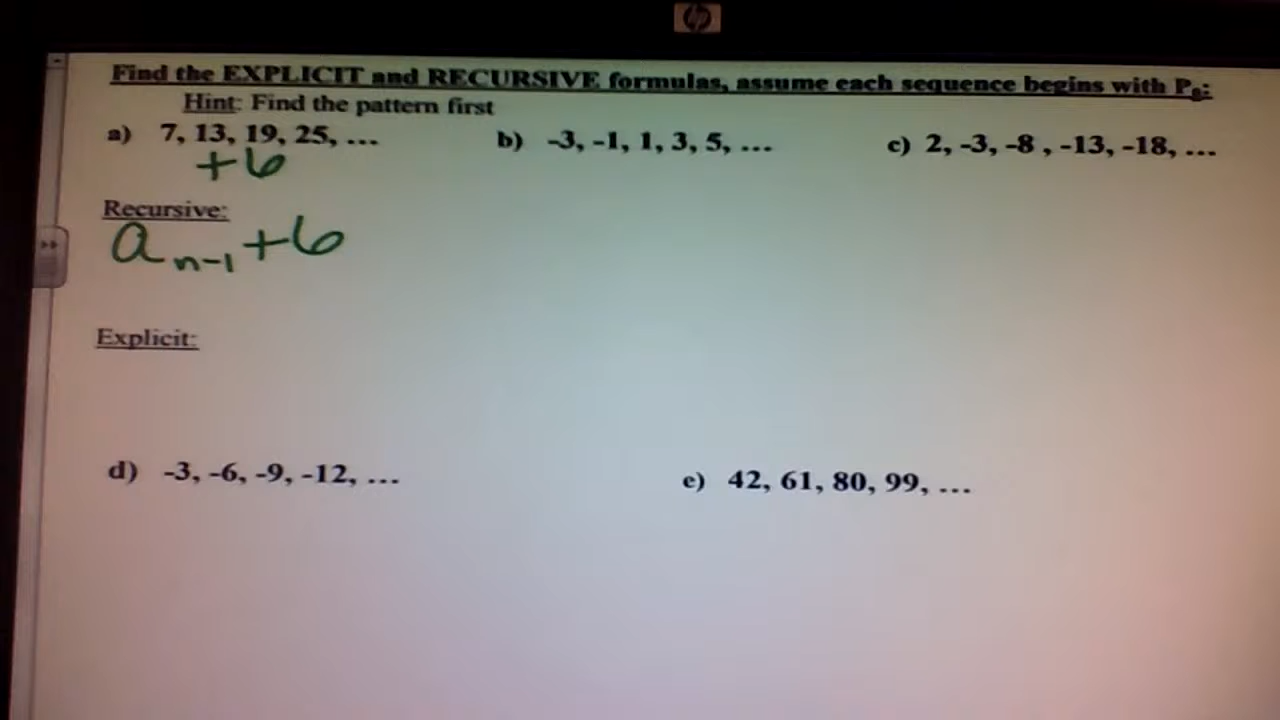 hp
Find the EXPLICIT and RECURSIVE formulas, assume each sequence begins with P₀:
Hint: Find the pattern first
a) 7, 13, 19, 25, ...
b) -3, -1, 1, 3, 5, ...
c) 2, -3, -8 , -13, -18, ...
+6
Recursive:
aₙ₋₁ +6
Explicit:
d) -3, -6, -9, -12, ...
e) 42, 61, 80, 99, ...